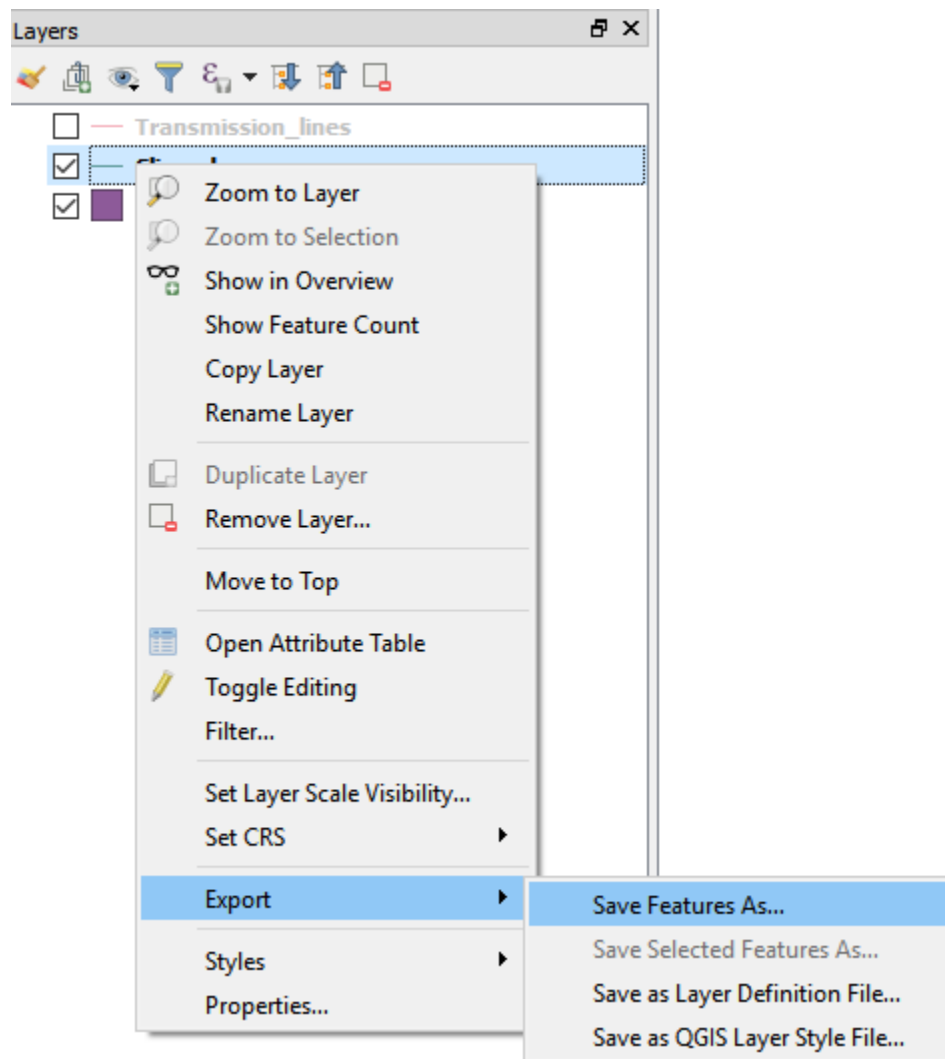 Layers
Transmission_lines
Zoom to Layer
Zoom to Selection
Show in Overview
Show Feature Count
Copy Layer
Rename Layer
Duplicate Layer
Remove Layer...
Move to Top
Open Attribute Table
Toggle Editing
Filter...
Set Layer Scale Visibility...
Set CRS
Export
Save Features As...
Save Selected Features As...
Styles
Save as Layer Definition File...
Properties...
Save as QGIS Layer Style File...